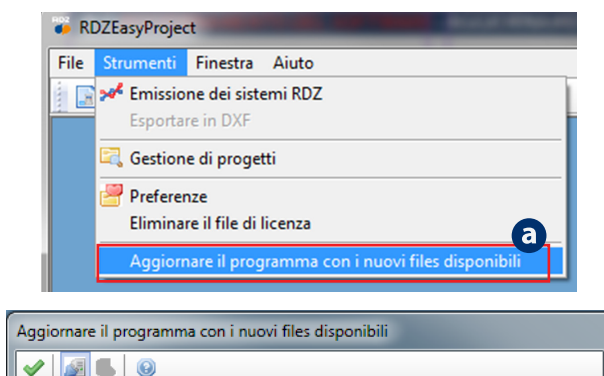 RDZ
RDZEasyProject
File Strumenti Finestra Aiuto
Emissione dei sistemi RDZ
Esportare in DXF
Gestione di progetti
Preferenze
Eliminare il file di licenza
a
Aggiornare il programma con i nuovi files disponibili
Aggiornare il programma con i nuovi files disponibili